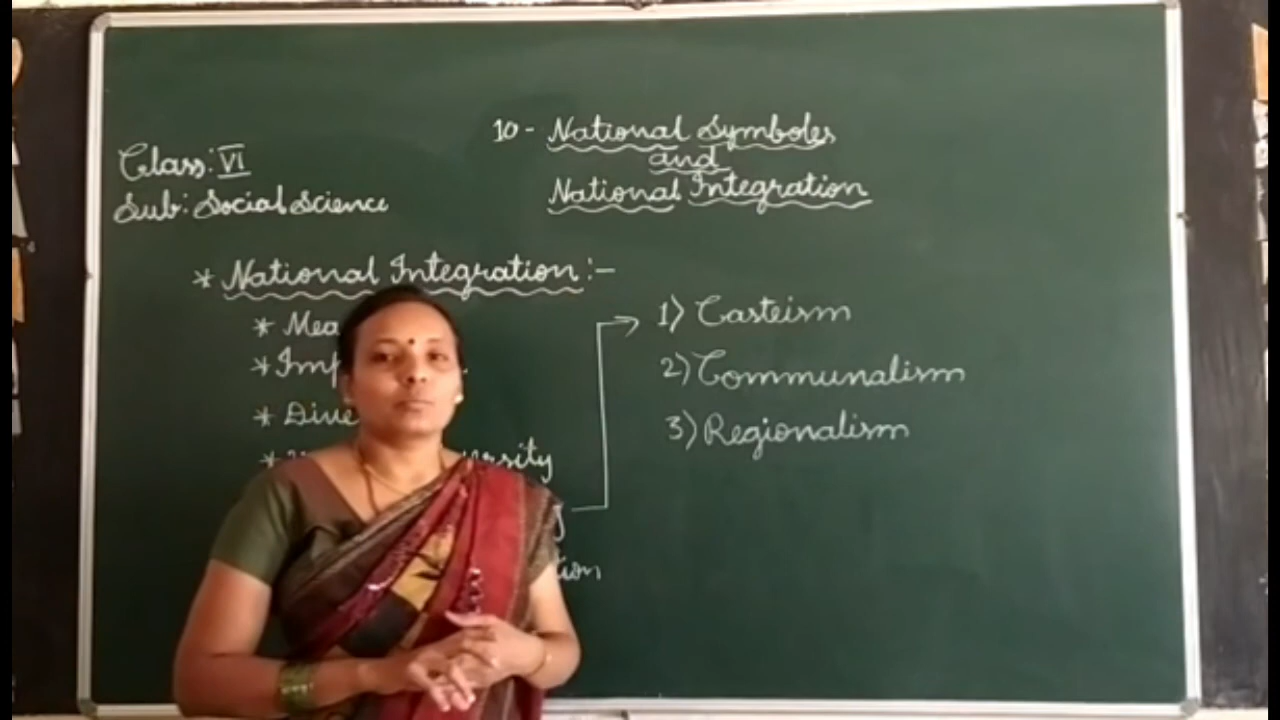 10 - National Symboles
and
National Integration
Class: VI
Sub: Social Science
* National Integration :-
*
*
*
*
1) Casteism
2) Communalism
3) Regionalism